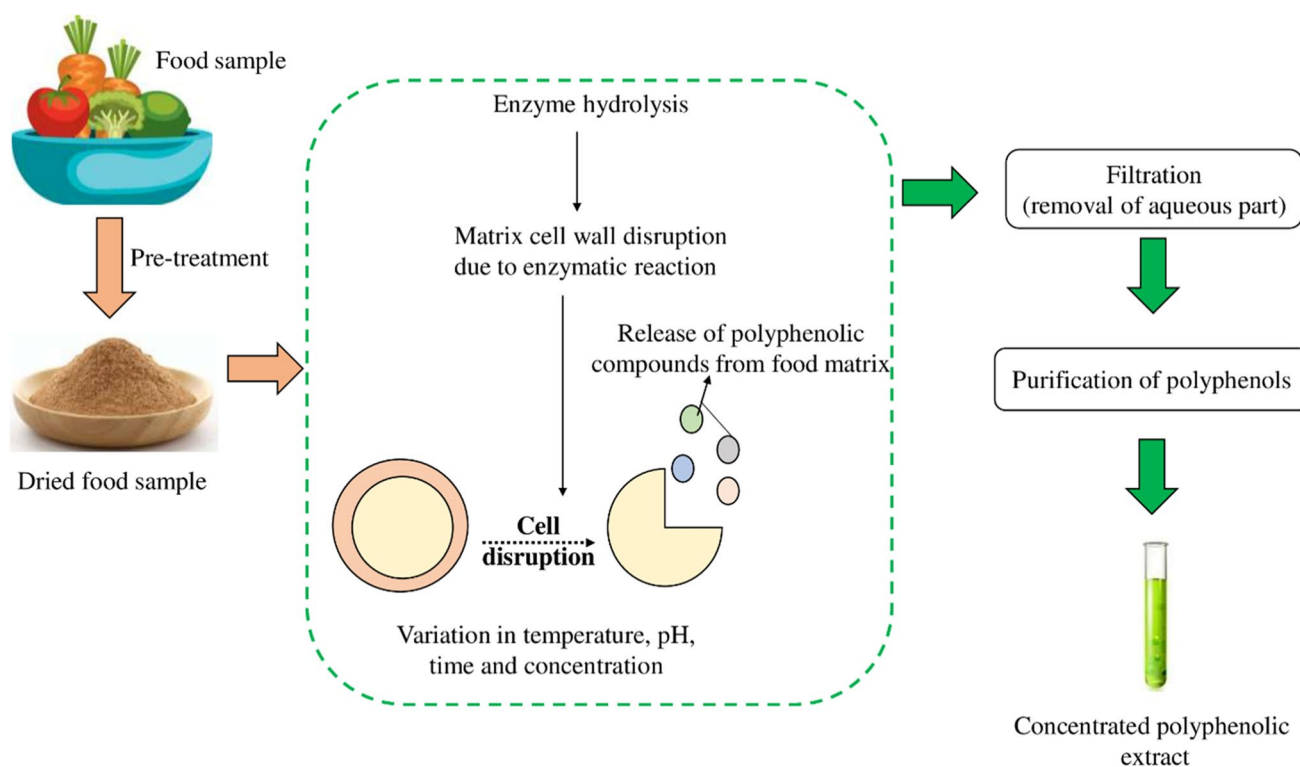 Food sample
Pre-treatment
Dried food sample
Enzyme hydrolysis
Matrix cell wall disruption
due to enzymatic reaction
Release of polyphenolic
compounds from food matrix
Cell
disruption
Variation in temperature, pH,
time and concentration
Filtration
(removal of aqueous part)
Purification of polyphenols
Concentrated polyphenolic
extract